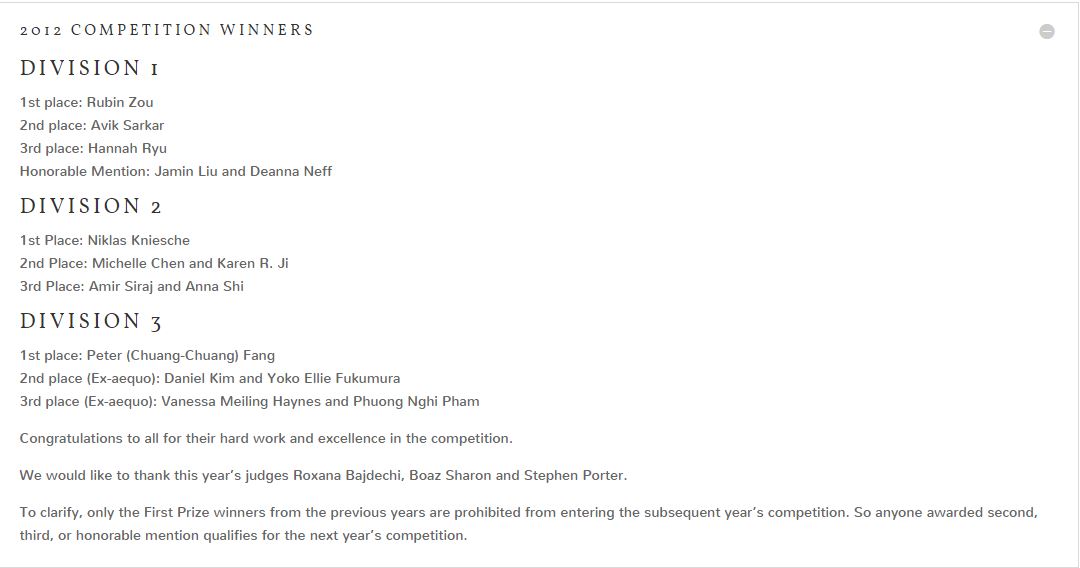 2012 COMPETITION WINNERS
DIVISION 1
1st place: Rubin Zou
2nd place: Avik Sarkar
3rd place: Hannah Ryu
Honorable Mention: Jamin Liu and Deanna Neff
DIVISION 2
1st Place: Niklas Kniesche
2nd Place: Michelle Chen and Karen R. Ji
3rd Place: Amir Siraj and Anna Shi
DIVISION 3
1st place: Peter (Chuang-Chuang) Fang
2nd place (Ex-aequo): Daniel Kim and Yoko Ellie Fukumura
3rd place (Ex-aequo): Vanessa Meiling Haynes and Phuong Nghi Pham
Congratulations to all for their hard work and excellence in the competition.
We would like to thank this year’s judges Roxana Bajdechi, Boaz Sharon and Stephen Porter.
To clarify, only the First Prize winners from the previous years are prohibited from entering the subsequent year’s competition. So anyone awarded second,
third, or honorable mention qualifies for the next year’s competition.